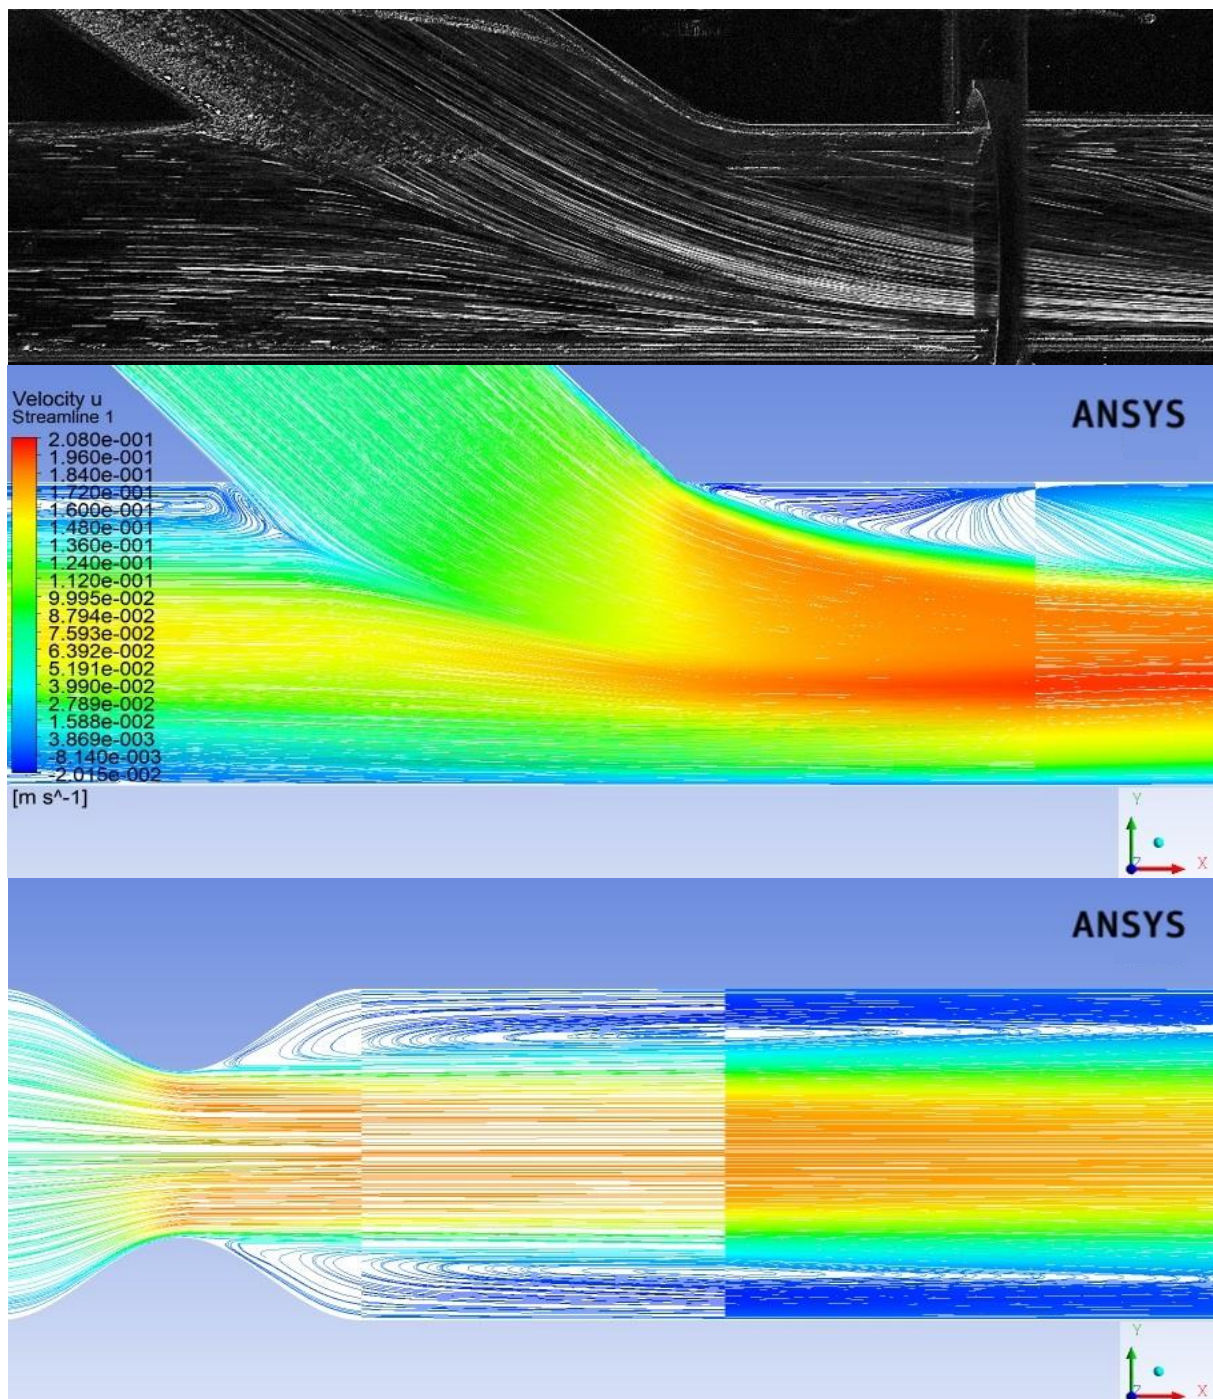 Velocity u
Streamline 1
2.080e-001
1.960e-001
1.840e-001
1.720e-001
1.600e-001
1.480e-001
1.360e-001
1.240e-001
1.120e-001
9.995e-002
8.794e-002
7.593e-002
6.392e-002
5.191e-002
3.990e-002
2.789e-002
1.588e-002
3.869e-003
-8.140e-003
-2.015e-002
[m s^-1]
ANSYS
Y
Z
X
ANSYS
Y
Z
X